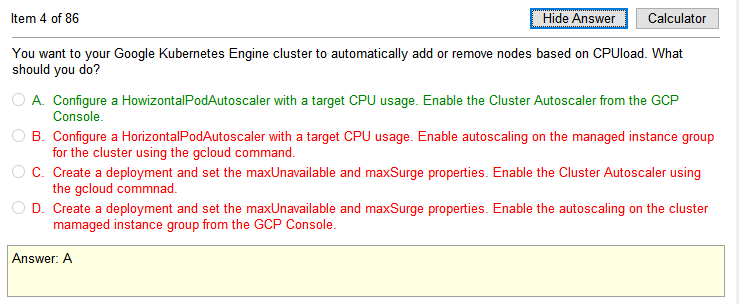 Item 4 of 86
Hide Answer
Calculator
You want to your Google Kubernetes Engine cluster to automatically add or remove nodes based on CPUload. What
should you do?
A. Configure a HowizontalPodAutoscaler with a target CPU usage. Enable the Cluster Autoscaler from the GCP
Console.
B. Configure a HorizontalPodAutoscaler with a target CPU usage. Enable autoscaling on the managed instance group
for the cluster using the gcloud command.
C. Create a deployment and set the maxUnavailable and maxSurge properties. Enable the Cluster Autoscaler using
the gcloud commnad.
D. Create a deployment and set the maxUnavailable and maxSurge properties. Enable the autoscaling on the cluster
mamaged instance group from the GCP Console.
Answer: A